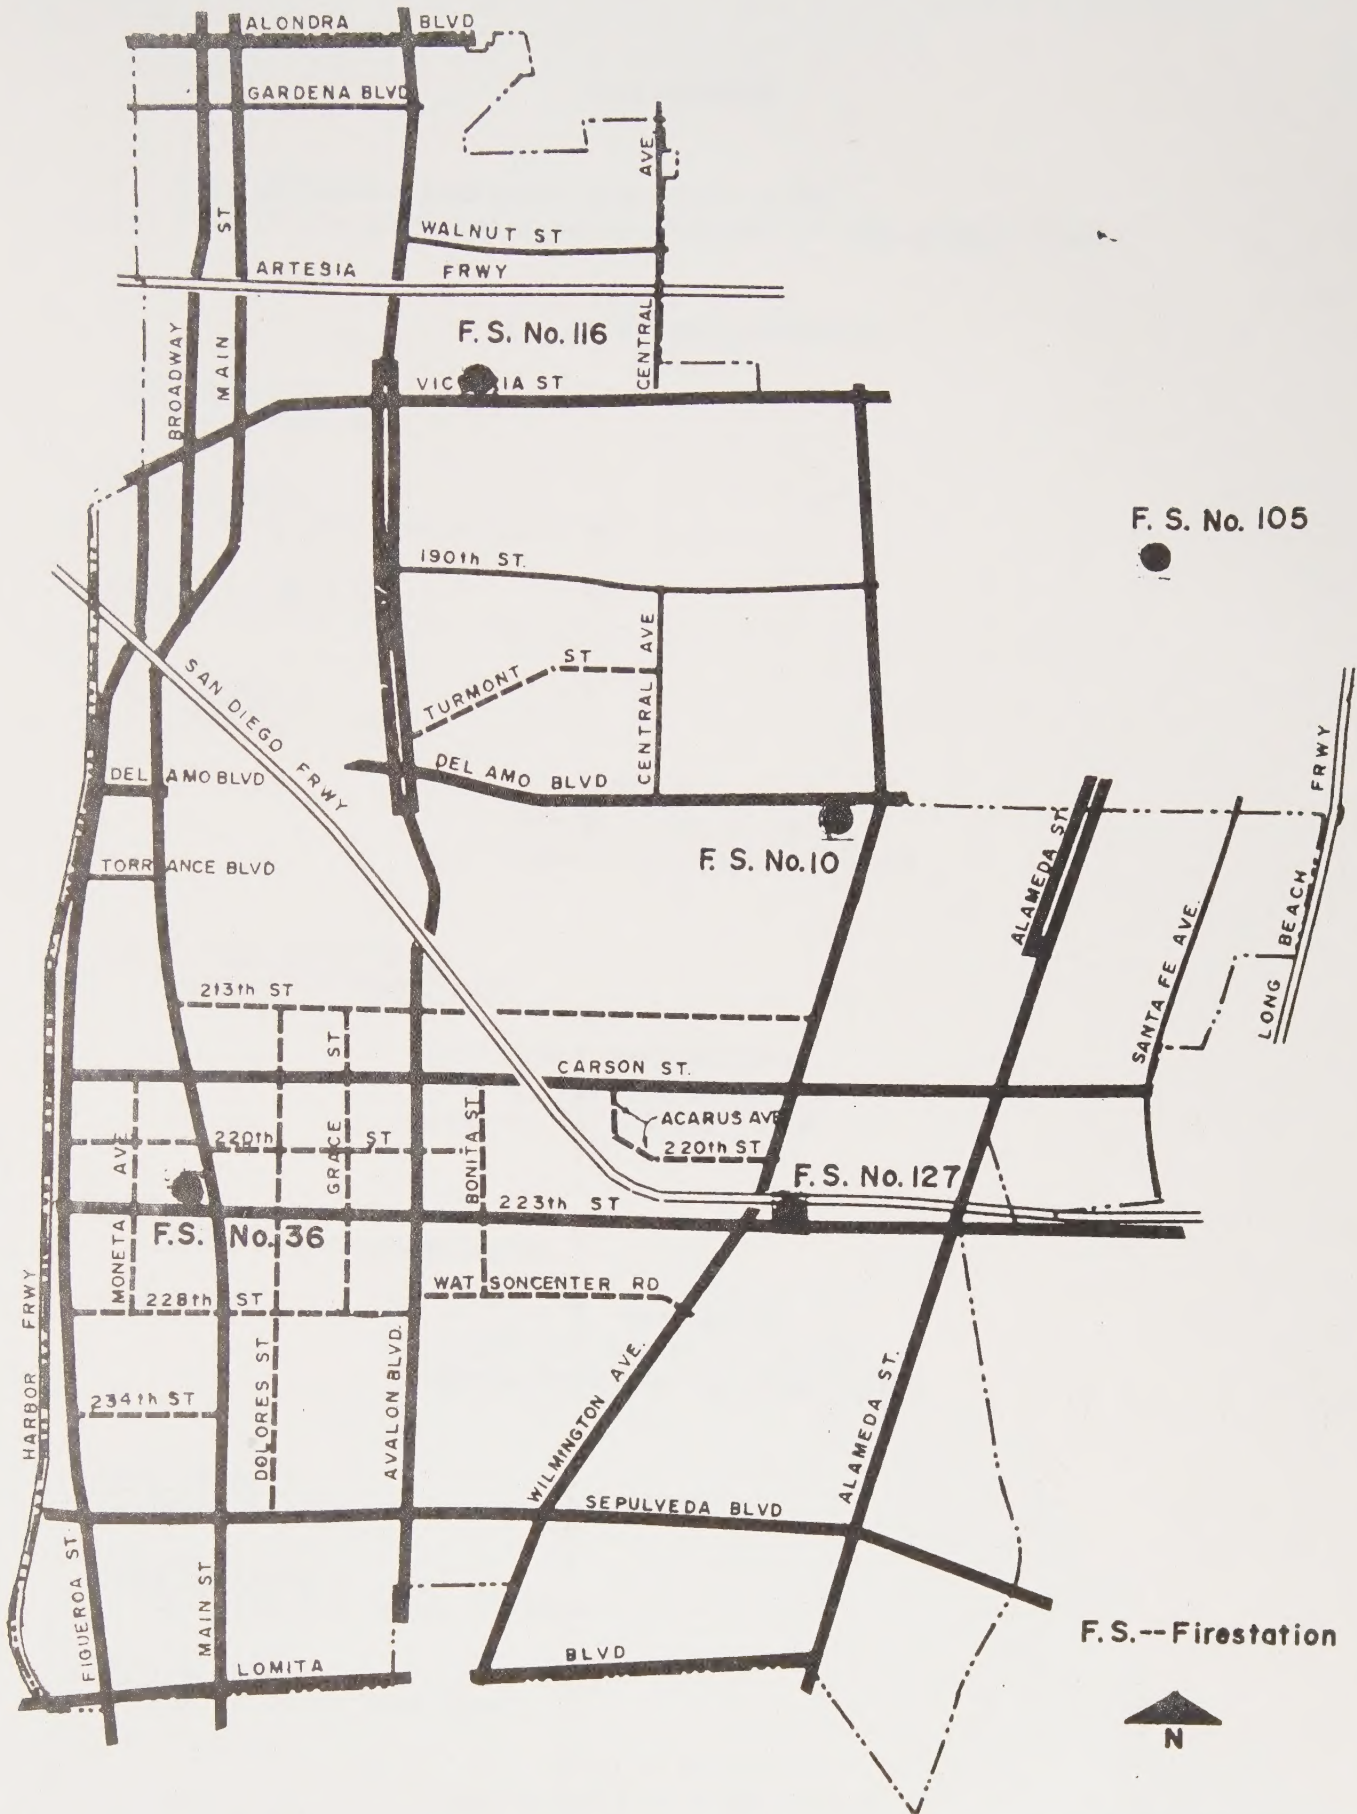 ALONDRA BLVD
GARDENA BLVD
AVE.
ST
WALNUT ST
ARTESIA FRWY
F. S. No. 116
CENTRAL
BROADWAY
MAIN
VICTORIA ST
F. S. No. 105
190th ST.
TURMONT ST
CENTRAL AVE
SAN DIEGO FRWY
DEL AMO BLVD
DEL AMO BLVD
FRWY
ALAMEDA ST.
F. S. No. 10
TORRANCE BLVD
SANTA FE AVE.
LONG BEACH
213th ST
GRACE ST
CARSON ST.
ACARUS AVE
220th ST
MONETA AVE
BONITA ST
220th ST
F. S. No. 127
223th ST
F.S. No. 36
WATSONCENTER RD
228th ST
HARBOR FRWY
DOLORES ST
AVALON BLVD.
WILMINGTON AVE.
ALAMEDA ST.
234th ST
SEPULVEDA BLVD
FIGUEROA ST
MAIN ST
LOMITA BLVD
F. S.--Firestation
N